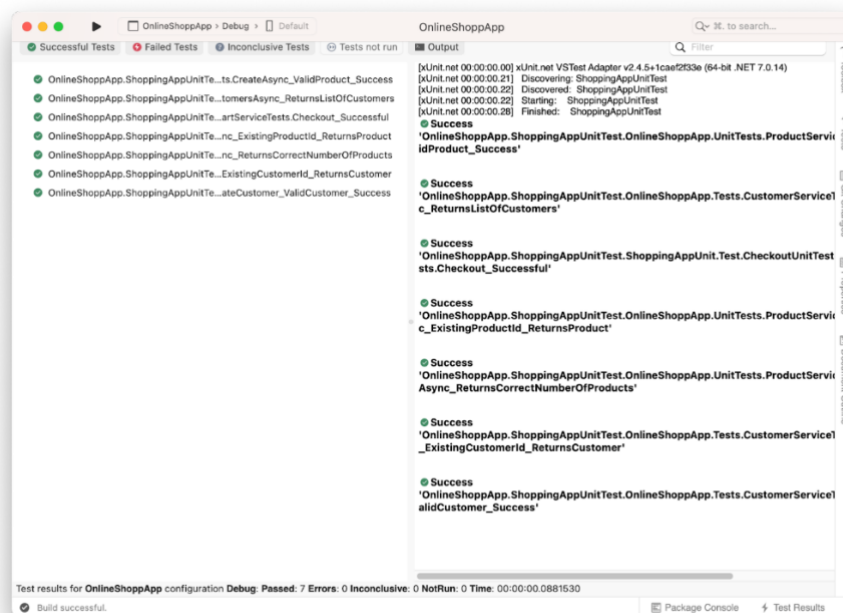 OnlineShoppApp › Debug › Default
OnlineShoppApp
⌘. to search...
Successful Tests
Failed Tests
Inconclusive Tests
Tests not run
Output
Filter
OnlineShoppApp.ShoppingAppUnitTe...ts.CreateAsync_ValidProduct_Success
OnlineShoppApp.ShoppingAppUnitTe...tomersAsync_ReturnsListOfCustomers
OnlineShoppApp.ShoppingAppUnitTe...artServiceTests.Checkout_Successful
OnlineShoppApp.ShoppingAppUnitTe...nc_ExistingProductId_ReturnsProduct
OnlineShoppApp.ShoppingAppUnitTe...nc_ReturnsCorrectNumberOfProducts
OnlineShoppApp.ShoppingAppUnitTe...ExistingCustomerId_ReturnsCustomer
OnlineShoppApp.ShoppingAppUnitTe...ateCustomer_ValidCustomer_Success
[xUnit.net 00:00:00.00] xUnit.net VSTest Adapter v2.4.5+1caef2f33e (64-bit .NET 7.0.14)
[xUnit.net 00:00:00.21] Discovering: ShoppingAppUnitTest
[xUnit.net 00:00:00.22] Discovered: ShoppingAppUnitTest
[xUnit.net 00:00:00.22] Starting: ShoppingAppUnitTest
[xUnit.net 00:00:00.28] Finished: ShoppingAppUnitTest
Success
'OnlineShoppApp.ShoppingAppUnitTest.OnlineShoppApp.UnitTests.ProductServic
idProduct_Success'
Success
'OnlineShoppApp.ShoppingAppUnitTest.OnlineShoppApp.Tests.CustomerServiceT
c_ReturnsListOfCustomers'
Success
'OnlineShoppApp.ShoppingAppUnitTest.ShoppingAppUnit.Test.CheckoutUnitTest
sts.Checkout_Successful'
Success
'OnlineShoppApp.ShoppingAppUnitTest.OnlineShoppApp.UnitTests.ProductServic
c_ExistingProductId_ReturnsProduct'
Success
'OnlineShoppApp.ShoppingAppUnitTest.OnlineShoppApp.UnitTests.ProductServic
Async_ReturnsCorrectNumberOfProducts'
Success
'OnlineShoppApp.ShoppingAppUnitTest.OnlineShoppApp.Tests.CustomerServiceT
_ExistingCustomerId_ReturnsCustomer'
Success
'OnlineShoppApp.ShoppingAppUnitTest.OnlineShoppApp.Tests.CustomerServiceT
alidCustomer_Success'
Test results for OnlineShoppApp configuration Debug: Passed: 7 Errors: 0 Inconclusive: 0 NotRun: 0 Time: 00:00:00.0881530
Build successful.
Package Console
Test Results